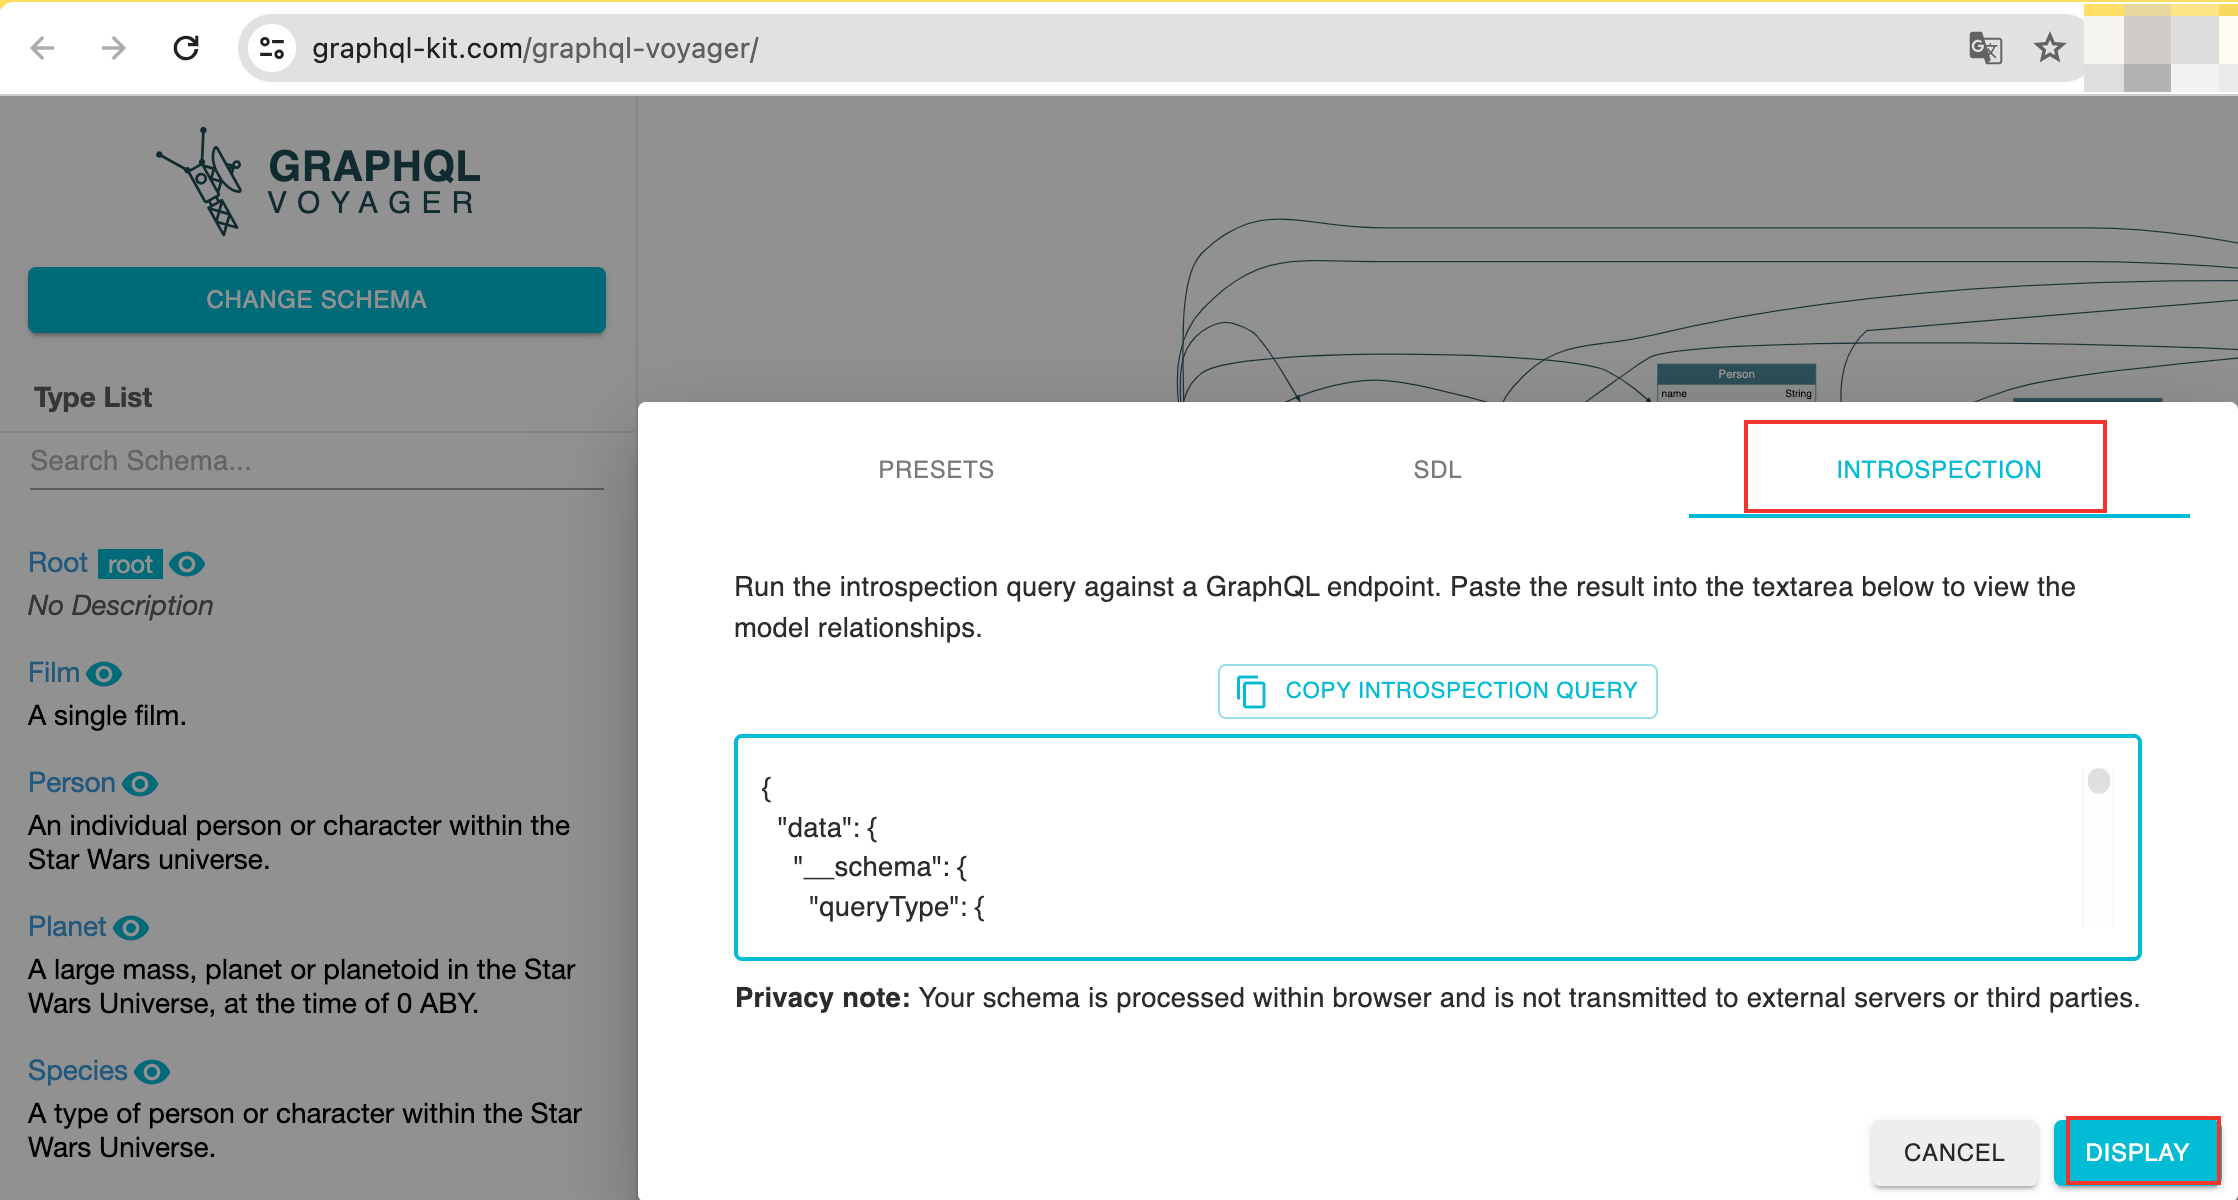 graphql-kit.com/graphql-voyager/
GRAPHQL
VOYAGER
CHANGE SCHEMA
Type List
Search Schema...
Root root
No Description
Film
A single film.
Person
An individual person or character within the
Star Wars universe.
Planet
A large mass, planet or planetoid in the Star
Wars Universe, at the time of 0 ABY.
Species
A type of person or character within the Star
Wars Universe.
Person
name String
PRESETS SDL INTROSPECTION
Run the introspection query against a GraphQL endpoint. Paste the result into the textarea below to view the
model relationships.
COPY INTROSPECTION QUERY
{
"data": {
"__schema": {
"queryType": {
Privacy note: Your schema is processed within browser and is not transmitted to external servers or third parties.
CANCEL DISPLAY